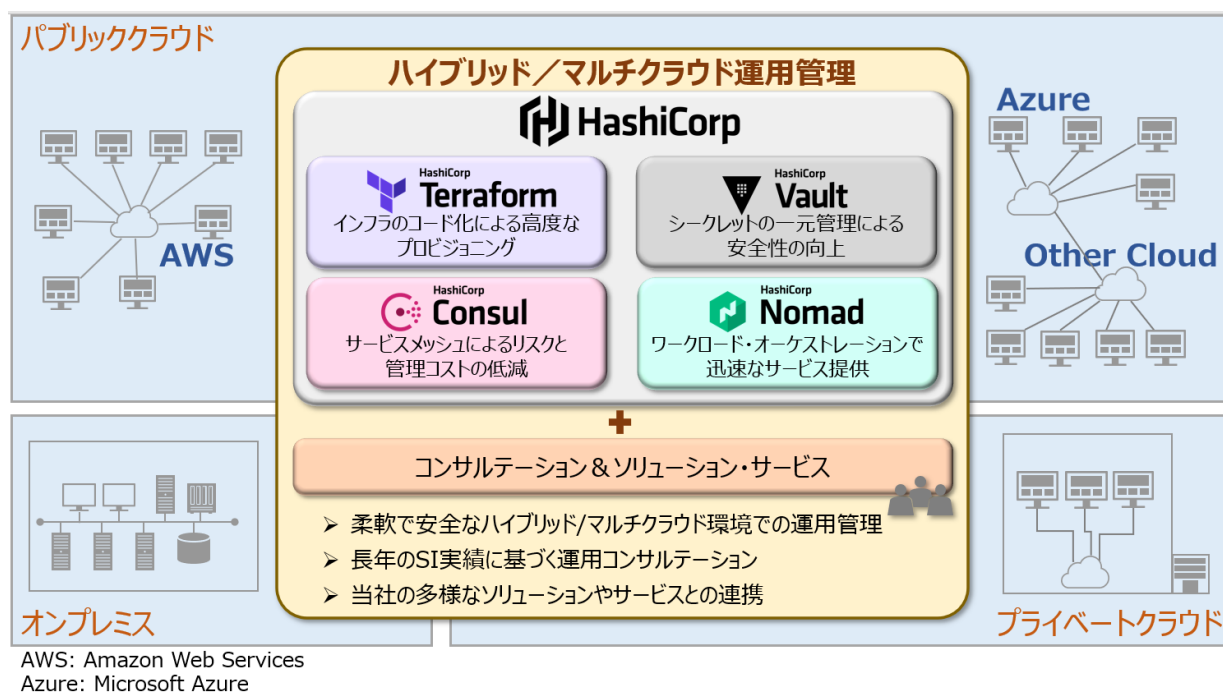 パブリッククラウド
ハイブリッド／マルチクラウド運用管理
HashiCorp
HashiCorp
Terraform
インフラのコード化による高度な
プロビジョニング
HashiCorp
Vault
シークレットの一元管理による
安全性の向上
HashiCorp
Consul
サービスメッシュによるリスクと
管理コストの低減
HashiCorp
Nomad
ワークロード・オーケストレーションで
迅速なサービス提供
AWS
Azure
Other Cloud
+
コンサルテーション＆ソリューション・サービス
➢ 柔軟で安全なハイブリッド/マルチクラウド環境での運用管理
➢ 長年のSI実績に基づく運用コンサルテーション
➢ 当社の多様なソリューションやサービスとの連携
オンプレミス
プライベートクラウド
AWS: Amazon Web Services
Azure: Microsoft Azure